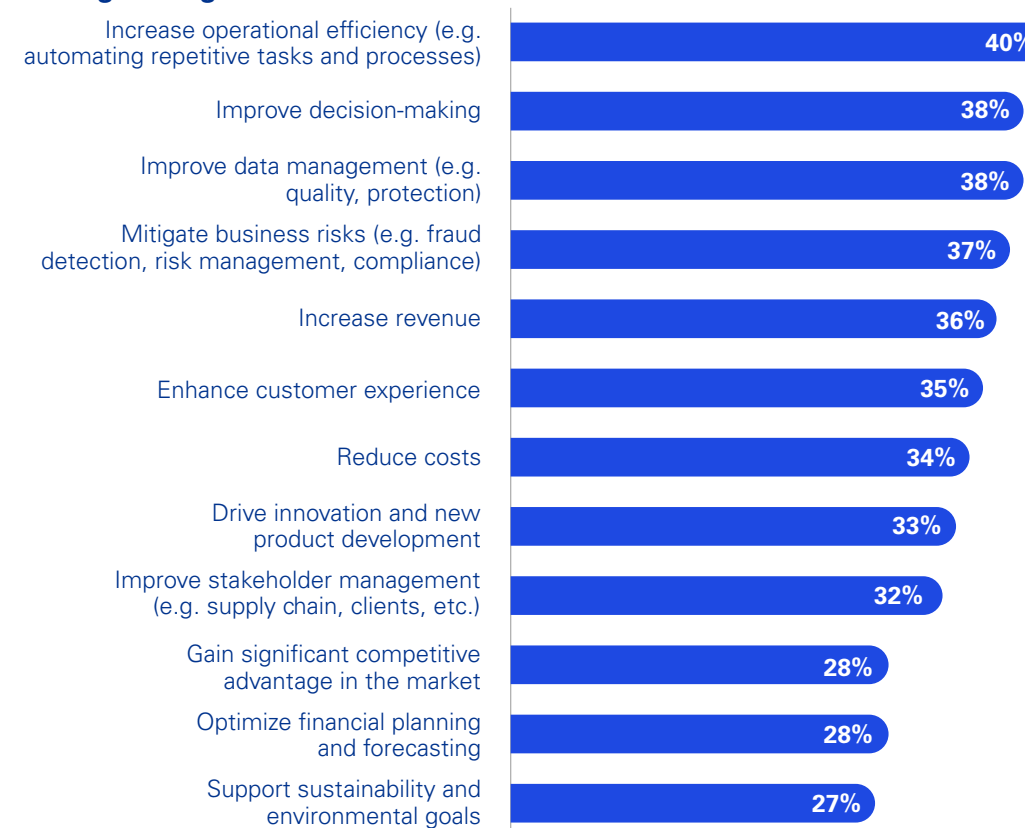 Increase operational efficiency (e.g.
automating repetitive tasks and processes)
40%
Improve decision-making
38%
Improve data management (e.g.
quality, protection)
38%
Mitigate business risks (e.g. fraud
detection, risk management, compliance)
37%
Increase revenue
36%
Enhance customer experience
35%
Reduce costs
34%
Drive innovation and new
product development
33%
Improve stakeholder management
(e.g. supply chain, clients, etc.)
32%
Gain significant competitive
advantage in the market
28%
Optimize financial planning
and forecasting
28%
Support sustainability and
environmental goals
27%